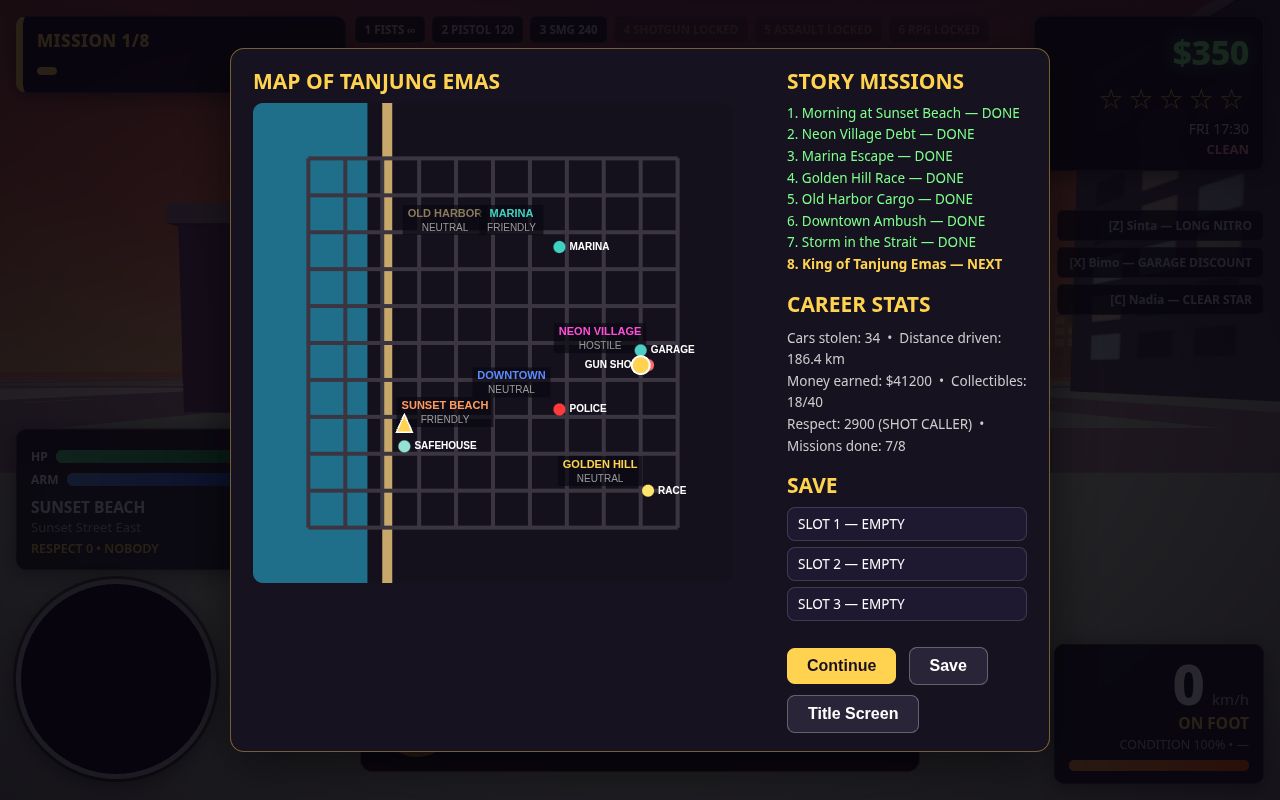 MISSION 1/8
1 FISTS ∞
2 PISTOL 120
3 SMG 240
4 SHOTGUN LOCKED
5 ASSAULT LOCKED
6 RPG LOCKED
$350
☆☆☆☆☆
FRI 17:30
CLEAN
[Z] Sinta — LONG NITRO
[X] Bimo — GARAGE DISCOUNT
[C] Nadia — CLEAR STAR
MAP OF TANJUNG EMAS
OLD HARBOR
NEUTRAL
MARINA
FRIENDLY
MARINA
NEON VILLAGE
HOSTILE
GARAGE
GUN SHO
DOWNTOWN
NEUTRAL
SUNSET BEACH
FRIENDLY
POLICE
SAFEHOUSE
GOLDEN HILL
NEUTRAL
RACE
STORY MISSIONS
1. Morning at Sunset Beach — DONE
2. Neon Village Debt — DONE
3. Marina Escape — DONE
4. Golden Hill Race — DONE
5. Old Harbor Cargo — DONE
6. Downtown Ambush — DONE
7. Storm in the Strait — DONE
8. King of Tanjung Emas — NEXT
CAREER STATS
Cars stolen: 34 • Distance driven:
186.4 km
Money earned: $41200 • Collectibles:
18/40
Respect: 2900 (SHOT CALLER) •
Missions done: 7/8
SAVE
SLOT 1 — EMPTY
SLOT 2 — EMPTY
SLOT 3 — EMPTY
Continue
Save
Title Screen
HP
ARM
SUNSET BEACH
Sunset Street East
RESPECT 0 • NOBODY
0 km/h
ON FOOT
CONDITION 100% • —